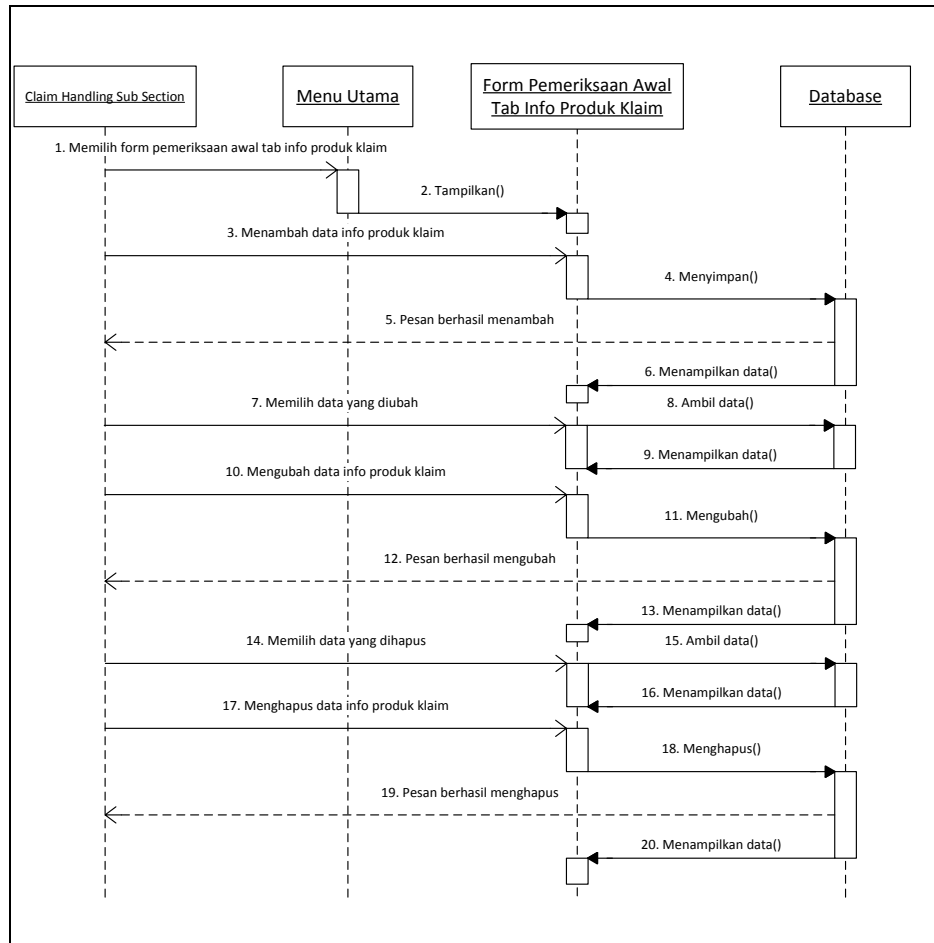 Claim Handling Sub Section
Menu Utama
Form Pemeriksaan Awal
Tab Info Produk Klaim
Database
1. Memilih form pemeriksaan awal tab info produk klaim
2. Tampilkan()
3. Menambah data info produk klaim
4. Menyimpan()
5. Pesan berhasil menambah
6. Menampilkan data()
7. Memilih data yang diubah
8. Ambil data()
9. Menampilkan data()
10. Mengubah data info produk klaim
11. Mengubah()
12. Pesan berhasil mengubah
13. Menampilkan data()
14. Memilih data yang dihapus
15. Ambil data()
16. Menampilkan data()
17. Menghapus data info produk klaim
18. Menghapus()
19. Pesan berhasil menghapus
20. Menampilkan data()